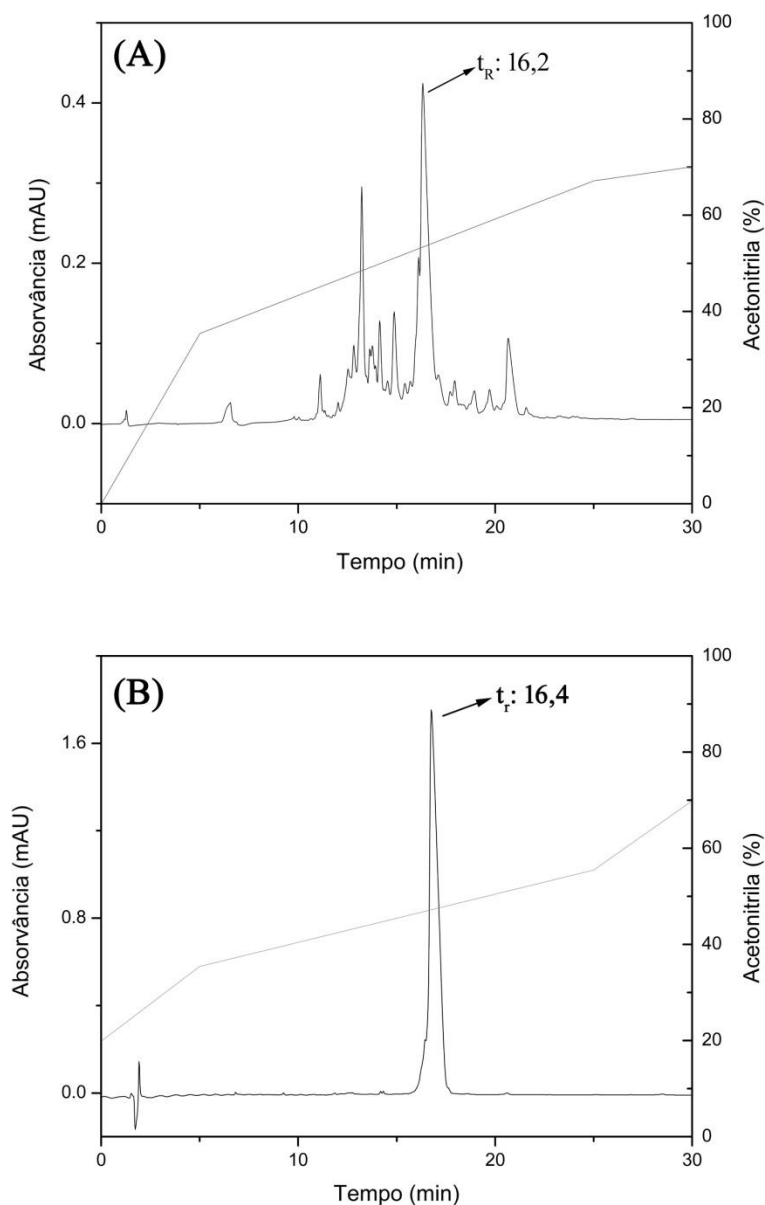 (A)
tR: 16,2
Absorvância (mAU)
0.4
0.2
0.0
Acetonitrila (%)
100
80
60
40
20
0
0 10 20 30
Tempo (min)
(B)
tr: 16,4
Absorvância (mAU)
1.6
0.8
0.0
Acetonitrila (%)
100
80
60
40
20
0
0 10 20 30
Tempo (min)